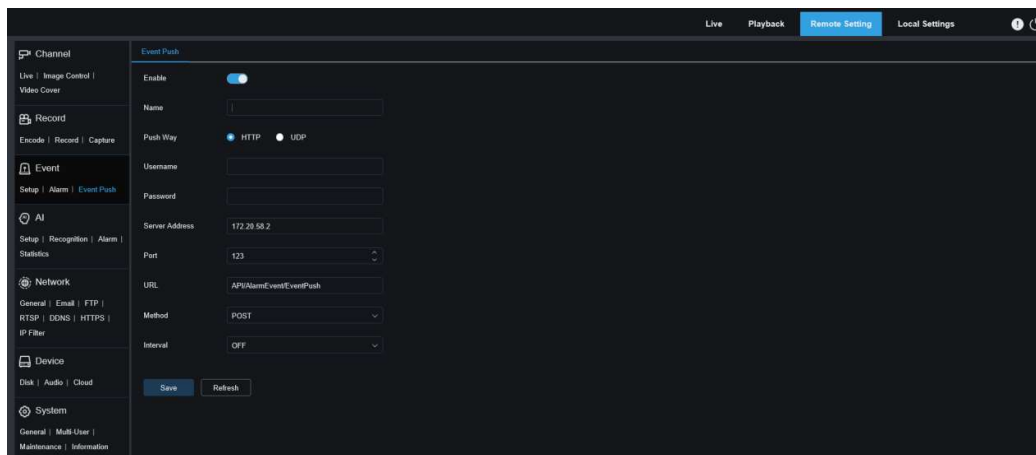 Live Playback Remote Setting Local Settings
Channel
Live | Image Control |
Video Cover
Record
Encode | Record | Capture
Event
Setup | Alarm | Event Push
AI
Setup | Recognition | Alarm |
Statistics
Network
General | Email | FTP |
RTSP | DDNS | HTTPS |
IP Filter
Device
Disk | Audio | Cloud
System
General | Multi-User |
Maintenance | Information
Event Push
Enable
Name
Push Way HTTP UDP
Username
Password
Server Address 172.20.58.2
Port 123
URL API/AlarmEvent/EventPush
Method POST
Interval OFF
Save Refresh